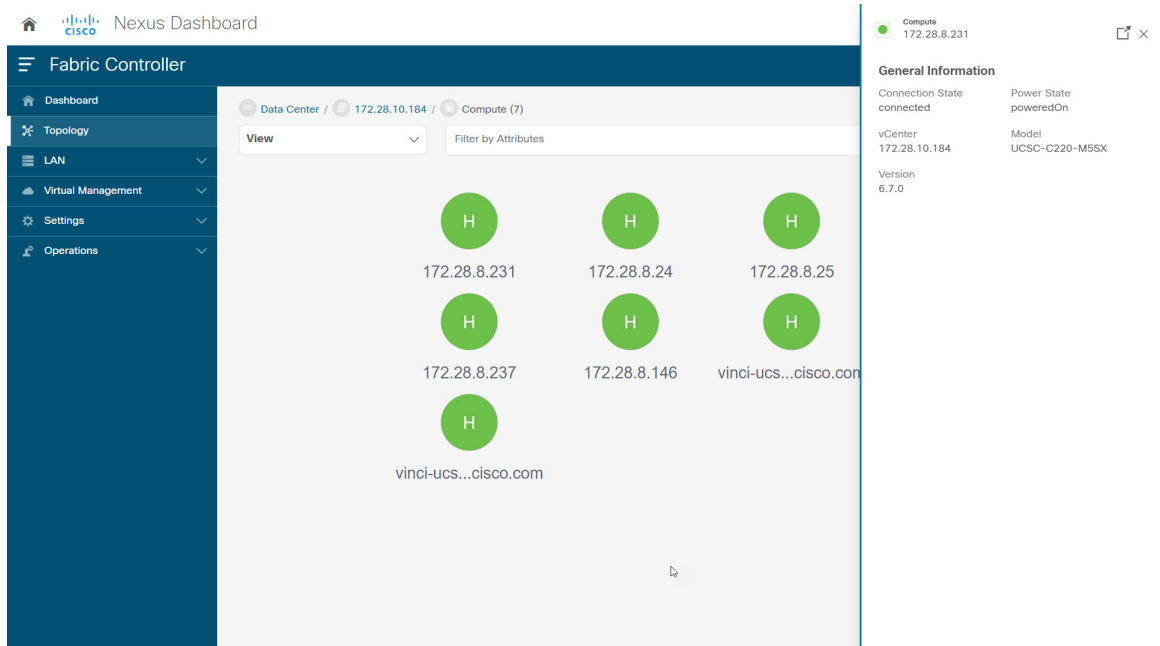 CISCO Nexus Dashboard
Fabric Controller
Dashboard
Topology
LAN
Virtual Management
Settings
Operations
Data Center / 172.28.10.184 / Compute (7)
View
Filter by Attributes
H
172.28.8.231
H
172.28.8.24
H
172.28.8.25
H
172.28.8.237
H
172.28.8.146
H
vinci-ucs...cisco.com
H
vinci-ucs...cisco.com
Compute
172.28.8.231
General Information
Connection State
connected
Power State
poweredOn
vCenter
172.28.10.184
Model
UCSC-C220-M5SX
Version
6.7.0